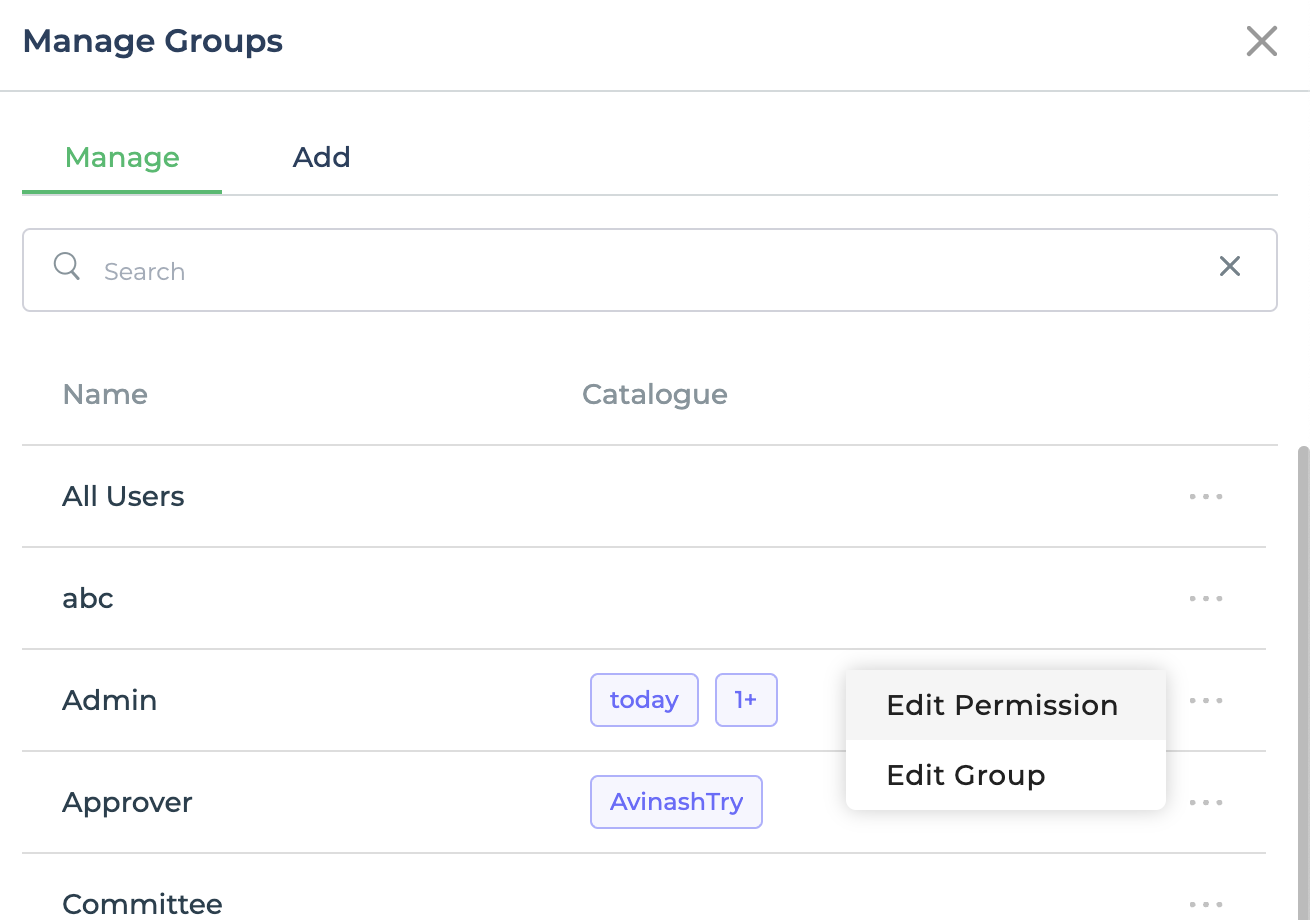 Manage Groups
Manage Add
Search
Name Catalogue
All Users
abc
Admin today 1+ Edit Permission
Edit Group
Approver AvinashTry
Committee